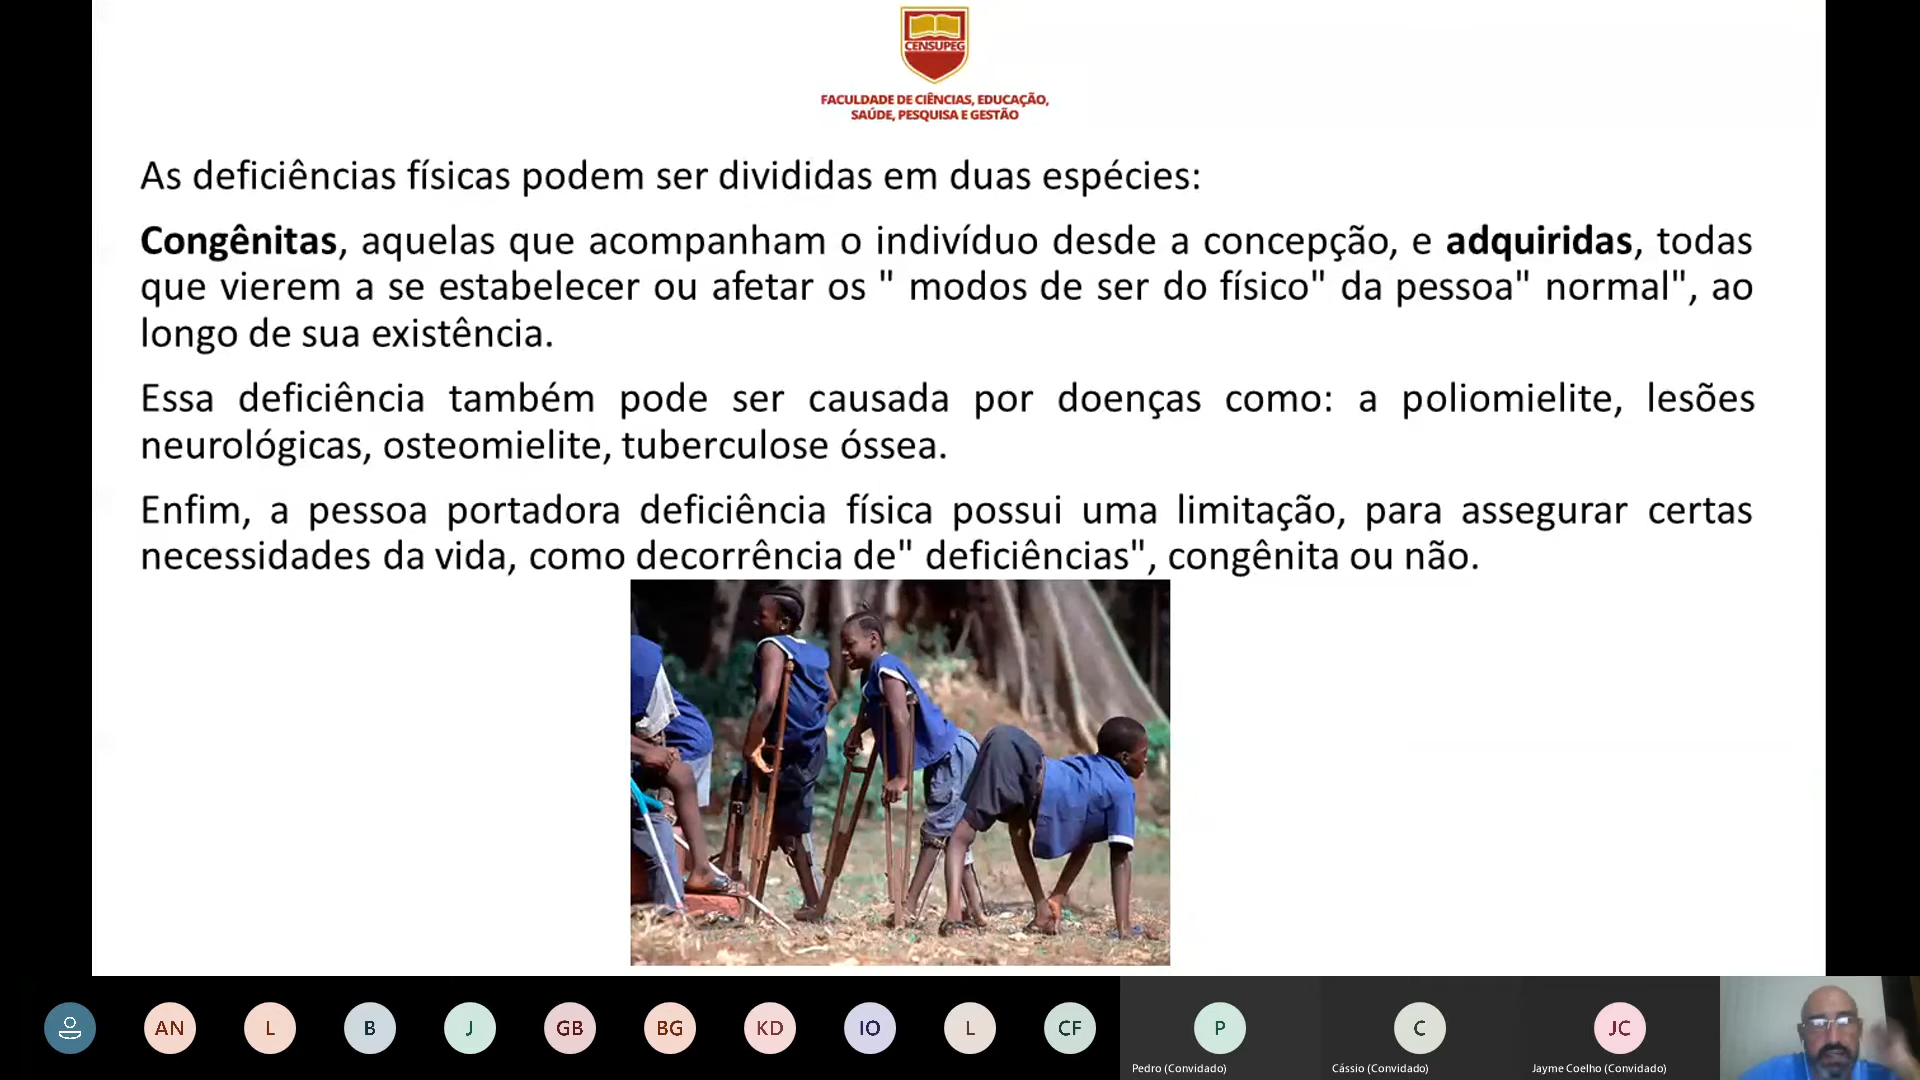 CENSUPEG
FACULDADE DE CIÊNCIAS, EDUCAÇÃO,
SAÚDE, PESQUISA E GESTÃO
As deficiências físicas podem ser divididas em duas espécies:
Congênitas, aquelas que acompanham o indivíduo desde a concepção, e adquiridas, todas
que vierem a se estabelecer ou afetar os " modos de ser do físico" da pessoa" normal", ao
longo de sua existência.
Essa deficiência também pode ser causada por doenças como: a poliomielite, lesões
neurológicas, osteomielite, tuberculose óssea.
Enfim, a pessoa portadora deficiência física possui uma limitação, para assegurar certas
necessidades da vida, como decorrência de" deficiências", congênita ou não.
AN L B J GB BG KD IO L CF P C JC
Pedro (Convidado) Cássio (Convidado) Jayme Coelho (Convidado)